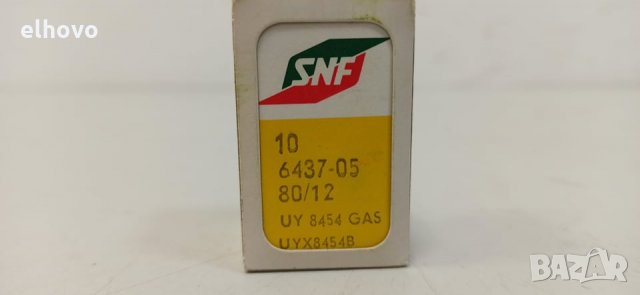 elhovo
SNF
10
6437-05
80/12
UY 8454 GAS
UYX8454B
BAZAR